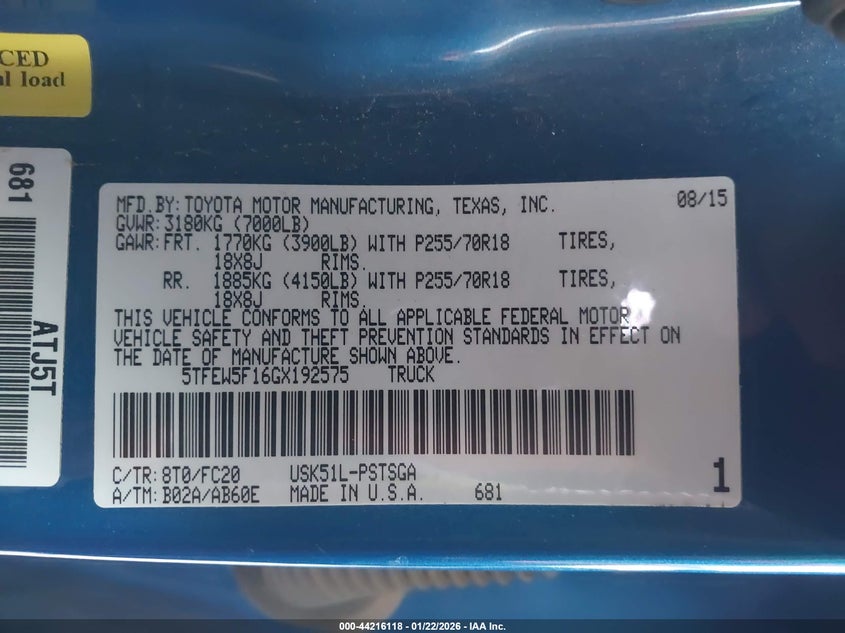 CED
al load
681
ATJ5T
MFD.BY:TOYOTA MOTOR MANUFACTURING, TEXAS, INC. 08/15
GVWR:3180KG (7000LB)
GAWR:FRT. 1770KG (3900LB) WITH P255/70R18 TIRES,
18X8J RIMS.
RR. 1885KG (4150LB) WITH P255/70R18 TIRES,
18X8J RIMS.
THIS VEHICLE CONFORMS TO ALL APPLICABLE FEDERAL MOTOR
VEHICLE SAFETY AND THEFT PREVENTION STANDARDS IN EFFECT ON
THE DATE OF MANUFACTURE SHOWN ABOVE.
5TFEW5F16GX192575 TRUCK
C/TR:8T0/FC20 USK51L-PSTSGA
A/TM:B02A/AB60E MADE IN U.S.A. 681
1
000-44216118 - 01/22/2026 - IAA Inc.